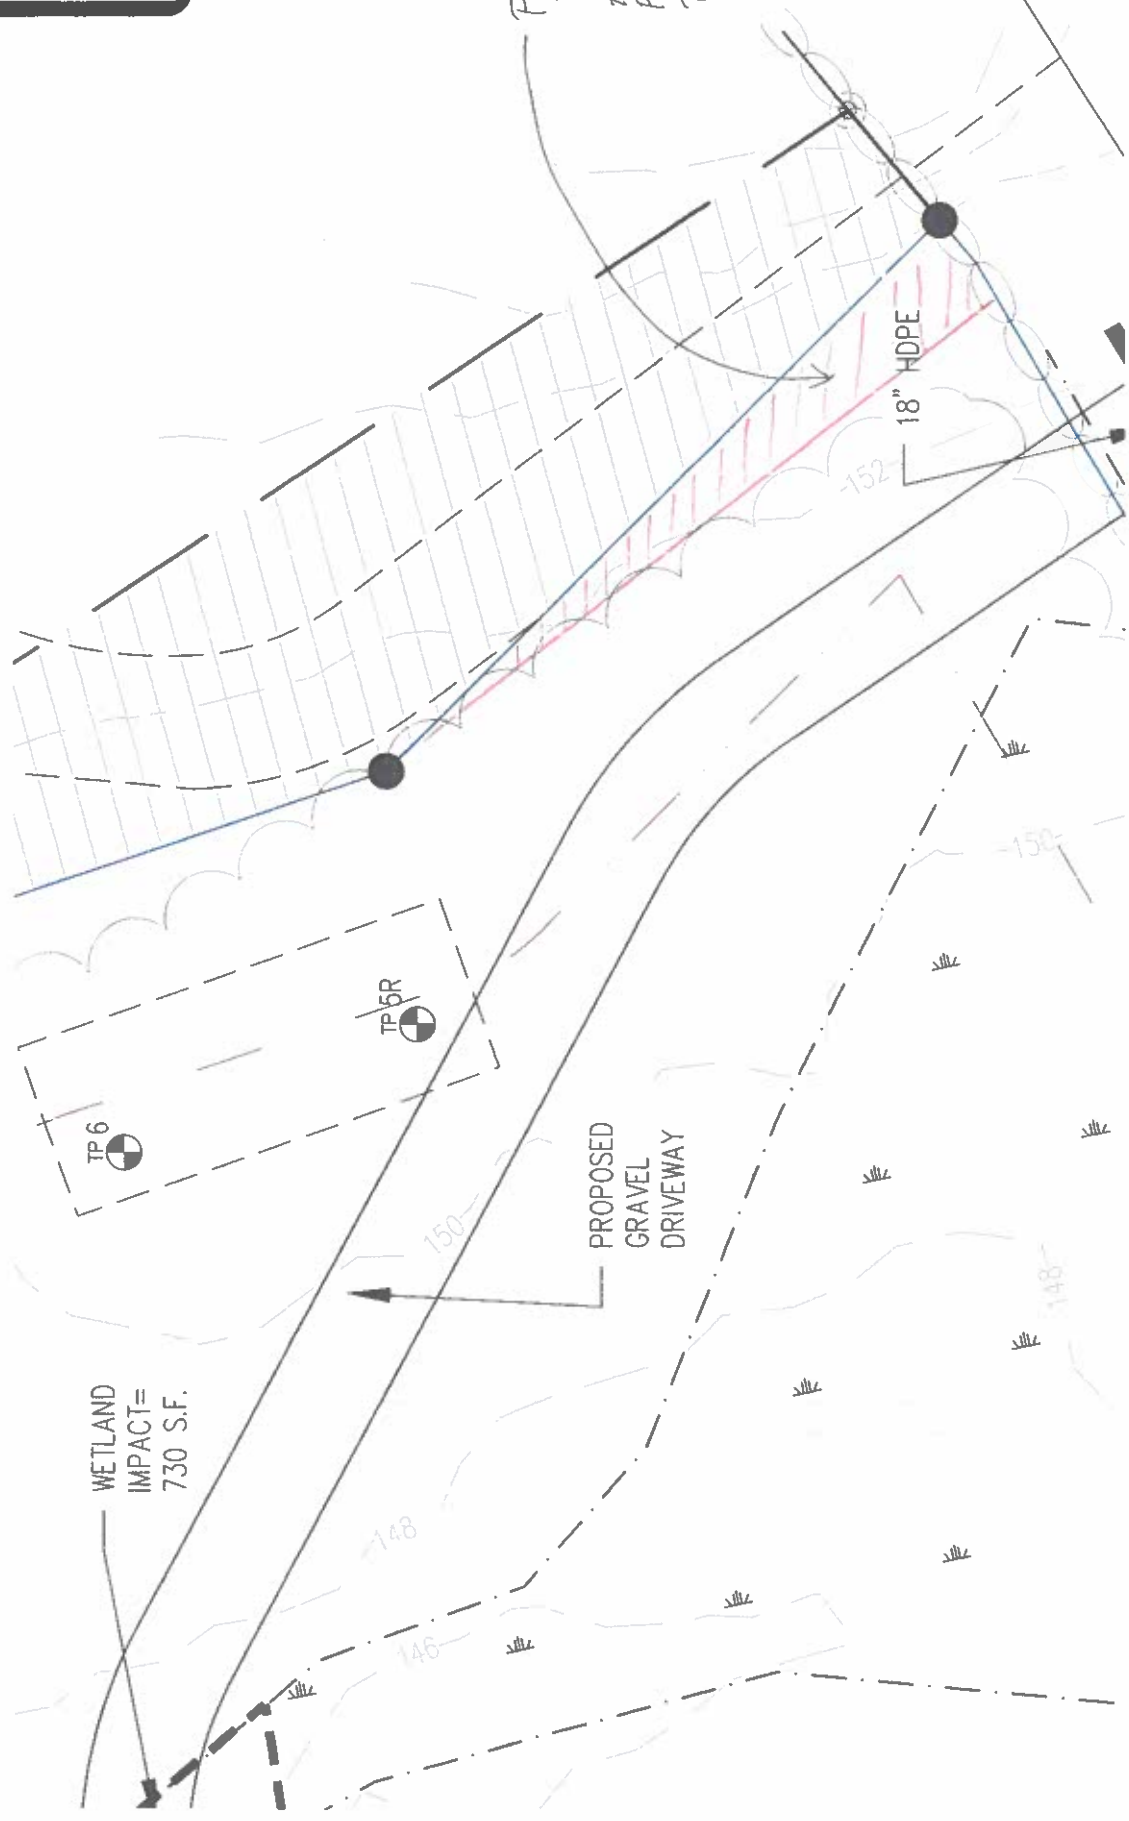 18" HDPE
-152-
-150-
TP 5R
TP 6
PROPOSED
GRAVEL
DRIVEWAY
150-
-148-
WETLAND
IMPACT=
730 S.F.
-148
146-